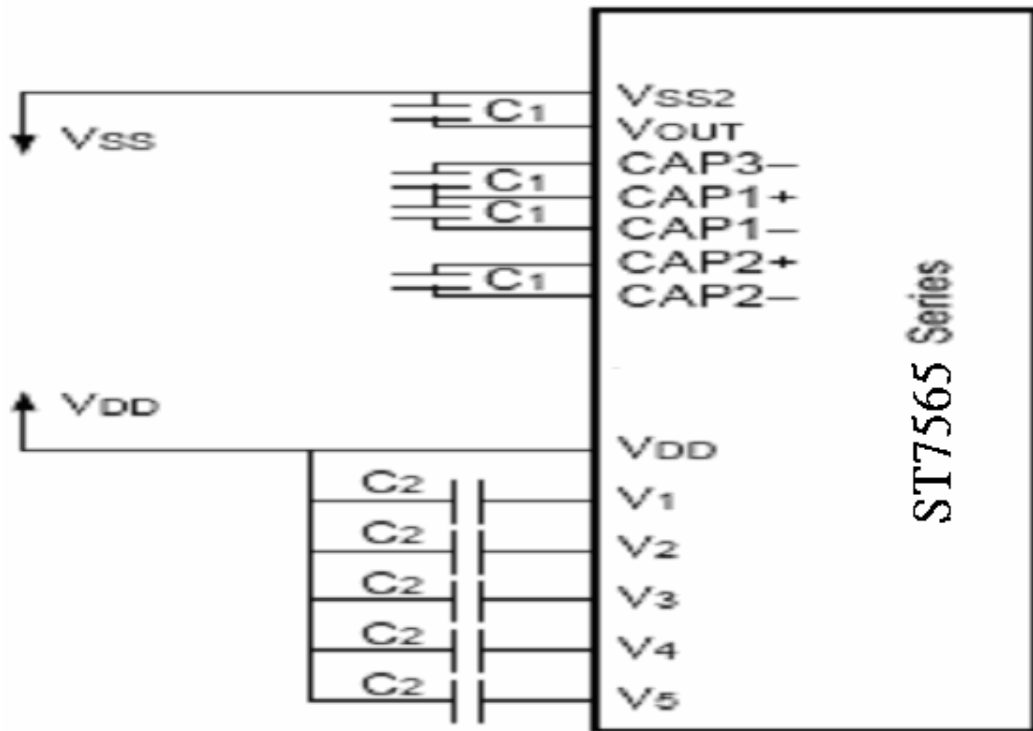 VSS
C1
C1
C1
C1
VSS2
VOUT
CAP3−
CAP1+
CAP1−
CAP2+
CAP2−
VDD
C2
C2
C2
C2
C2
VDD
V1
V2
V3
V4
V5
ST7565 Series